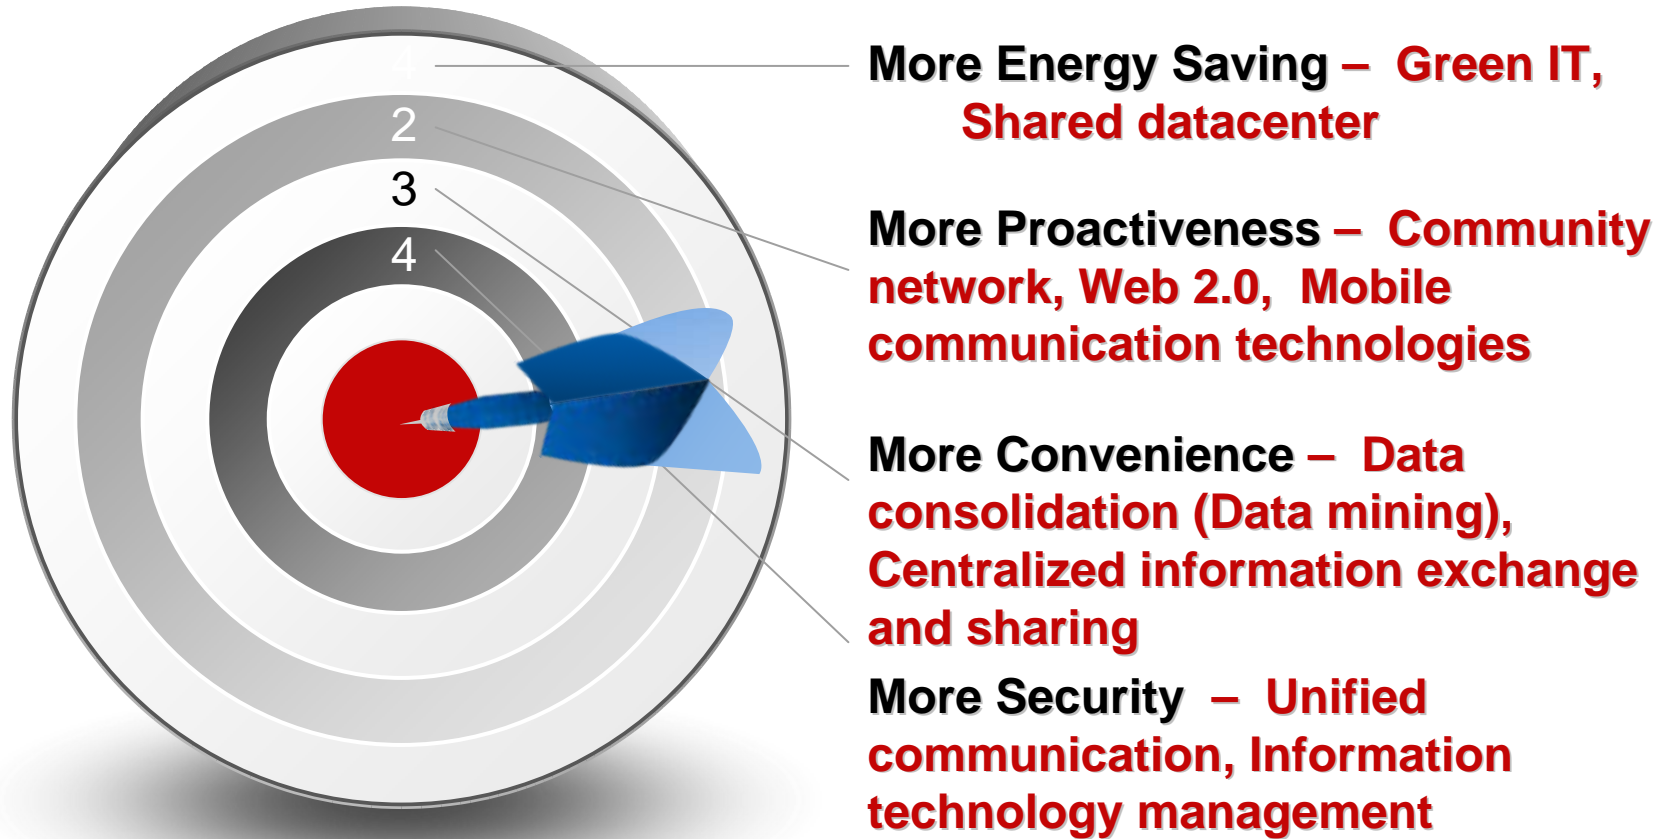 4
More Energy Saving – Green IT,
Shared datacenter
2
More Proactiveness – Community
network, Web 2.0, Mobile
communication technologies
3
More Convenience – Data
consolidation (Data mining),
Centralized information exchange
and sharing
4
More Security – Unified
communication, Information
technology management